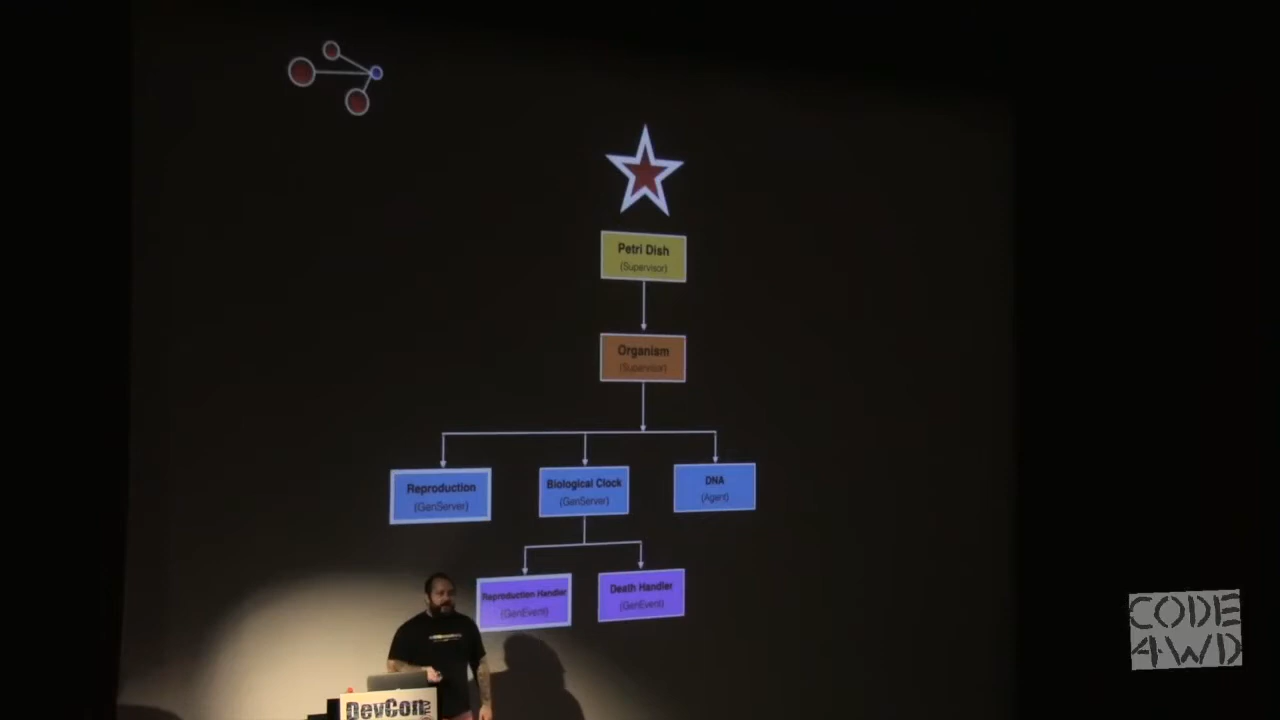 Petri Dish
(Supervisor)
Organism
(Supervisor)
Reproduction
(GenServer)
Biological Clock
(GenServer)
DNA
(Agent)
Reproduction Handler
(GenEvent)
Death Handler
(GenEvent)
DevCon
CODE
4WD